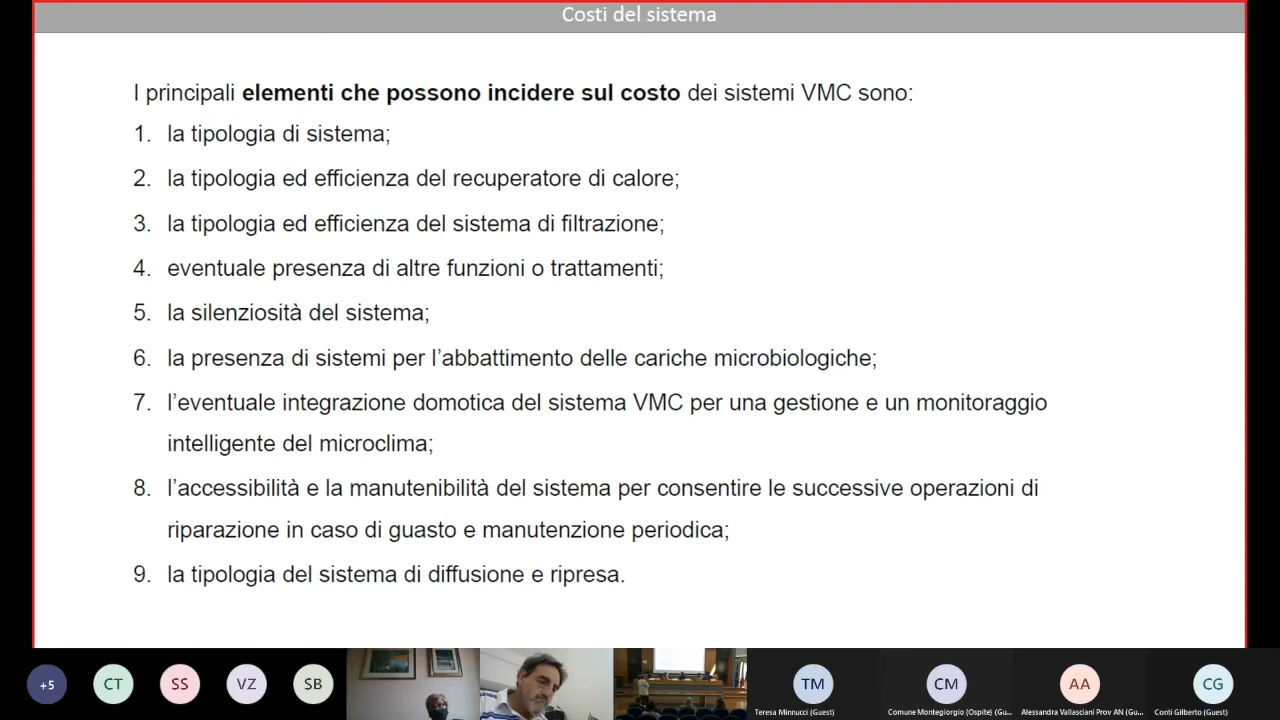 Costi del sistema
I principali elementi che possono incidere sul costo dei sistemi VMC sono:
1. la tipologia di sistema;
2. la tipologia ed efficienza del recuperatore di calore;
3. la tipologia ed efficienza del sistema di filtrazione;
4. eventuale presenza di altre funzioni o trattamenti;
5. la silenziosità del sistema;
6. la presenza di sistemi per l’abbattimento delle cariche microbiologiche;
7. l’eventuale integrazione domotica del sistema VMC per una gestione e un monitoraggio
intelligente del microclima;
8. l’accessibilità e la manutenibilità del sistema per consentire le successive operazioni di
riparazione in caso di guasto e manutenzione periodica;
9. la tipologia del sistema di diffusione e ripresa.
+5 CT SS VZ SB TM CM AA CG
Teresa Minnucci (Guest) Comune Montegiorgio (Ospite) (Gu... Alessandra Vallasciani Prov AN (Gu... Conti Gilberto (Guest)